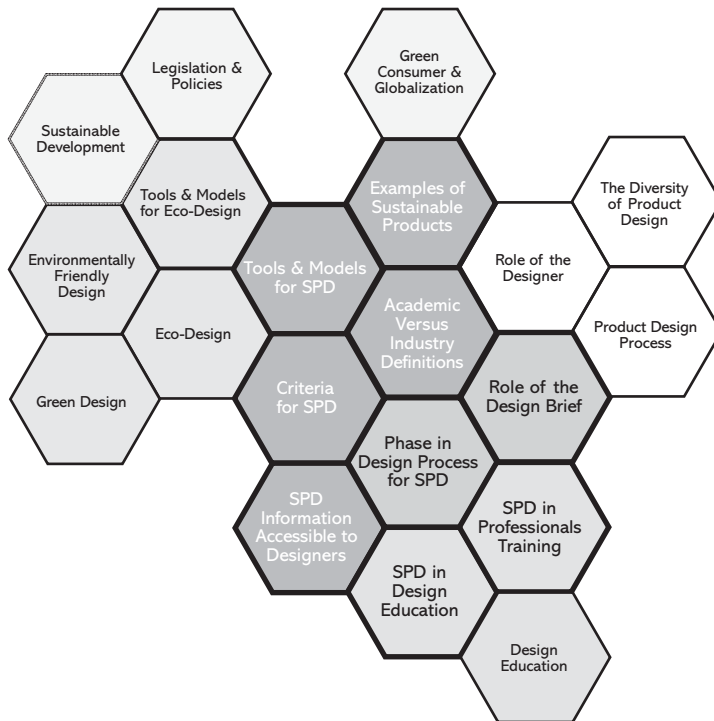 Legislation &
Policies
Green
Consumer &
Globalization
Sustainable
Development
Tools & Models
for Eco-Design
Examples of
Sustainable
Products
The Diversity
of Product
Design
Environmentally
Friendly
Design
Tools & Models
for SPD
Role of the
Designer
Eco-Design
Academic
Versus
Industry
Definitions
Product Design
Process
Green Design
Criteria
for SPD
Role of the
Design Brief
Phase in
Design Process
for SPD
SPD
Information
Accessible to
Designers
SPD in
Professionals
Training
SPD in
Design
Education
Design
Education